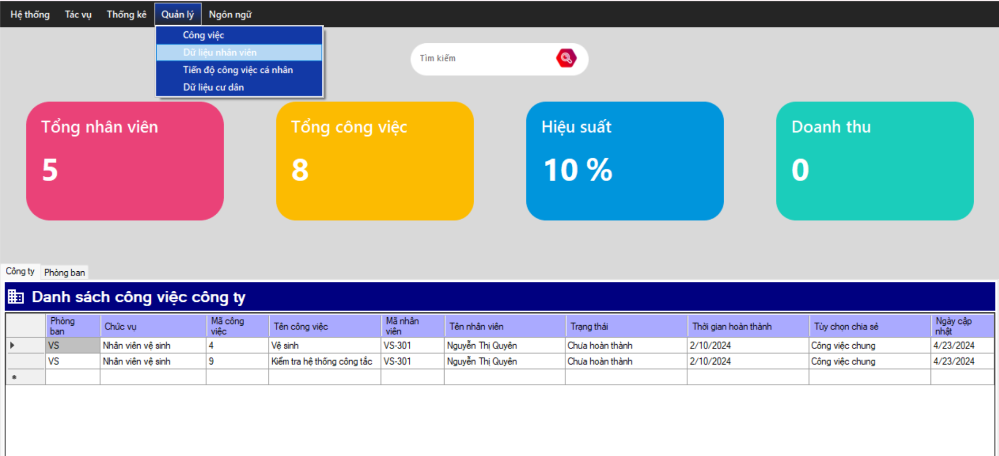 Hệ thống Tác vụ Thống kê Quản lý Ngôn ngữ
Công việc
Dữ liệu nhân viên
Tiến độ công việc cá nhân
Dữ liệu cư dân
Tìm kiếm
Tổng nhân viên Tổng công việc Hiệu suất Doanh thu
5 8 10 % 0
Công ty Phòng ban
Danh sách công việc công ty
Phòng ban Chức vụ Mã công việc Tên công việc Mã nhân viên Tên nhân viên Trạng thái Thời gian hoàn thành Tùy chọn chia sẻ Ngày cập nhật
VS Nhân viên vệ sinh 4 Vệ sinh VS-301 Nguyễn Thị Quyên Chưa hoàn thành 2/10/2024 Công việc chung 4/23/2024
VS Nhân viên vệ sinh 9 Kiểm tra hệ thống công tắc VS-301 Nguyễn Thị Quyên Chưa hoàn thành 2/10/2024 Công việc chung 4/23/2024